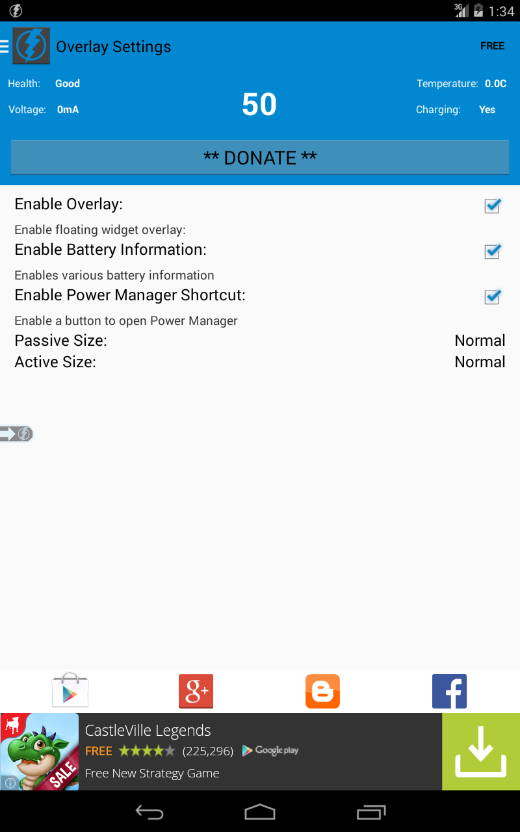 3G 1:34
Overlay Settings FREE
Health: Good Temperature: 0.0C
50
Voltage: 0mA Charging: Yes
** DONATE **
Enable Overlay:
Enable floating widget overlay:
Enable Battery Information:
Enables various battery information
Enable Power Manager Shortcut:
Enable a button to open Power Manager
Passive Size: Normal
Active Size: Normal
g+ B f
CastleVille Legends
FREE (225,296) Google play
Free New Strategy Game
SALE